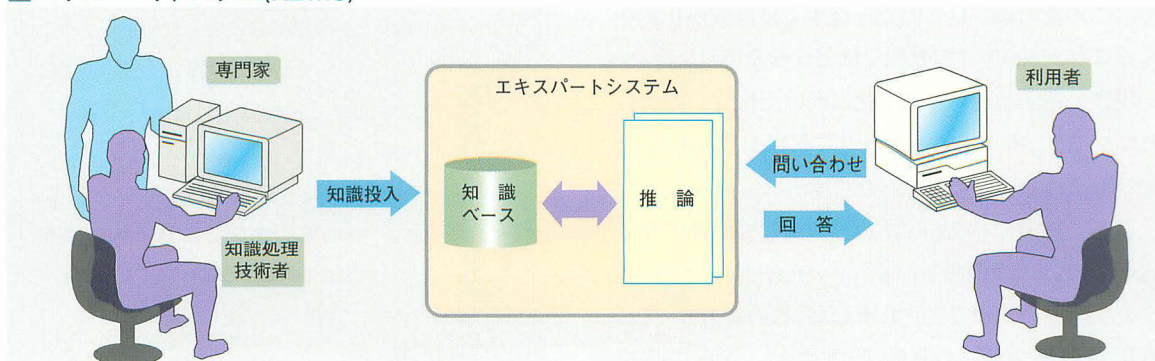 専門家
エキスパートシステム
利用者
知識投入
知 識
ベース
推 論
問い合わせ
回 答
知識処理
技術者